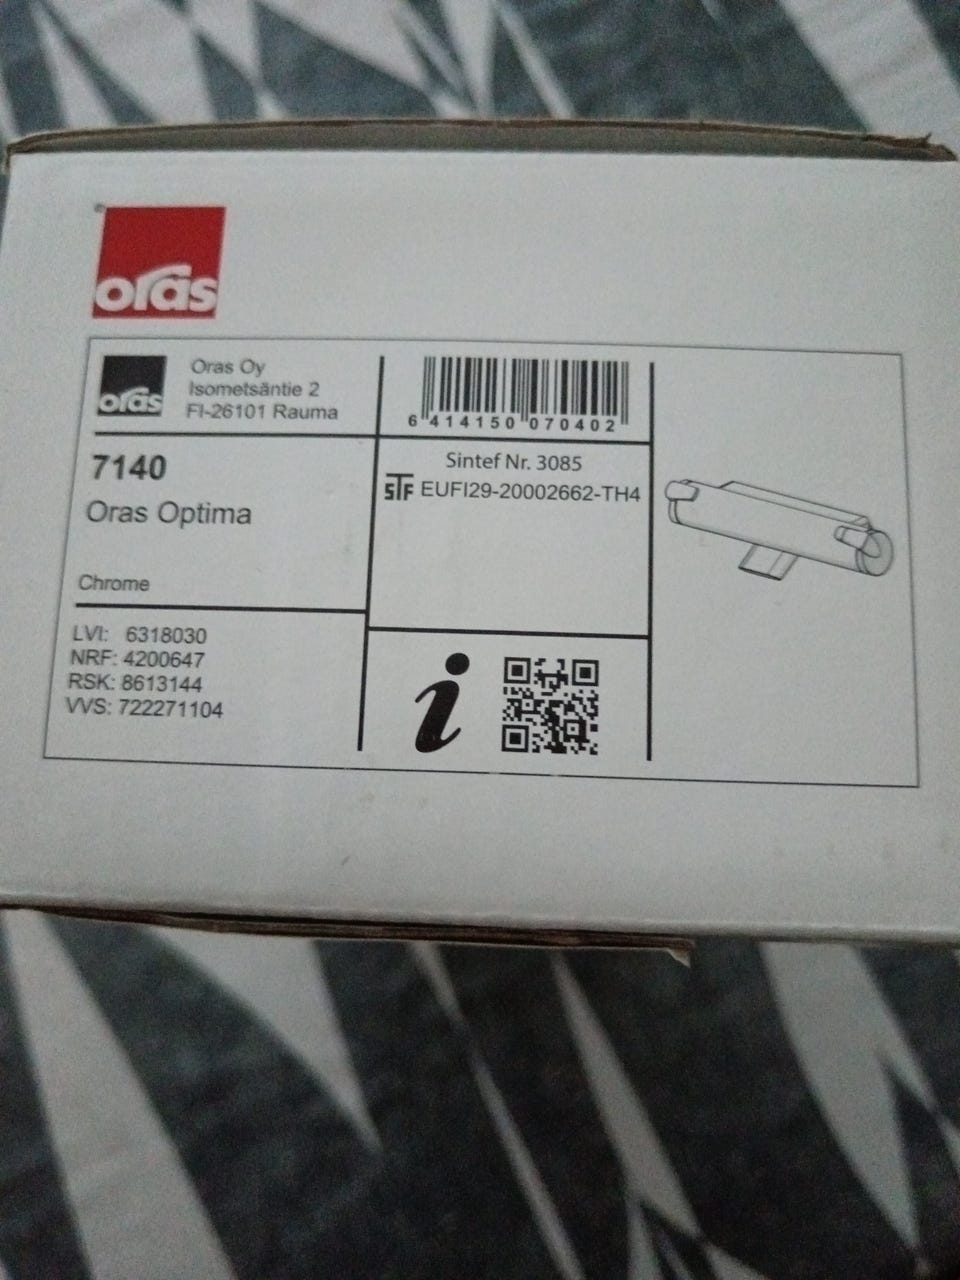 oras
oras
Oras Oy
Isometsäntie 2
FI-26101 Rauma
7140
Oras Optima
Chrome
LVI: 6318030
NRF: 4200647
RSK: 8613144
VVS: 722271104
6 414150 070402
Sintef Nr. 3085
STF EUFI29-20002662-TH4
i